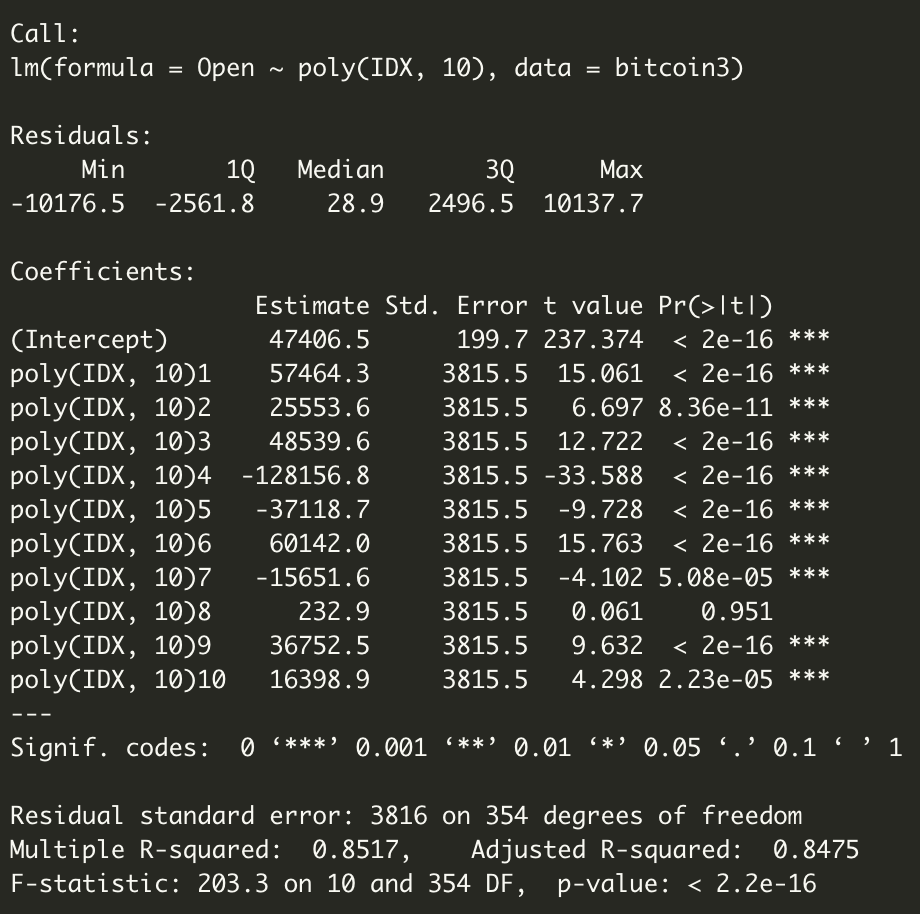 Call:
lm(formula = Open ~ poly(IDX, 10), data = bitcoin3)

Residuals:
     Min       1Q   Median       3Q      Max
-10176.5  -2561.8     28.9   2496.5  10137.7

Coefficients:
                 Estimate Std. Error t value Pr(>|t|)
(Intercept)       47406.5      199.7 237.374  < 2e-16 ***
poly(IDX, 10)1    57464.3     3815.5  15.061  < 2e-16 ***
poly(IDX, 10)2    25553.6     3815.5   6.697 8.36e-11 ***
poly(IDX, 10)3    48539.6     3815.5  12.722  < 2e-16 ***
poly(IDX, 10)4  -128156.8     3815.5 -33.588  < 2e-16 ***
poly(IDX, 10)5   -37118.7     3815.5  -9.728  < 2e-16 ***
poly(IDX, 10)6    60142.0     3815.5  15.763  < 2e-16 ***
poly(IDX, 10)7   -15651.6     3815.5  -4.102 5.08e-05 ***
poly(IDX, 10)8      232.9     3815.5   0.061    0.951
poly(IDX, 10)9    36752.5     3815.5   9.632  < 2e-16 ***
poly(IDX, 10)10   16398.9     3815.5   4.298 2.23e-05 ***
---
Signif. codes:  0 ‘***’ 0.001 ‘**’ 0.01 ‘*’ 0.05 ‘.’ 0.1 ‘ ’ 1

Residual standard error: 3816 on 354 degrees of freedom
Multiple R-squared:  0.8517,    Adjusted R-squared:  0.8475
F-statistic: 203.3 on 10 and 354 DF,  p-value: < 2.2e-16